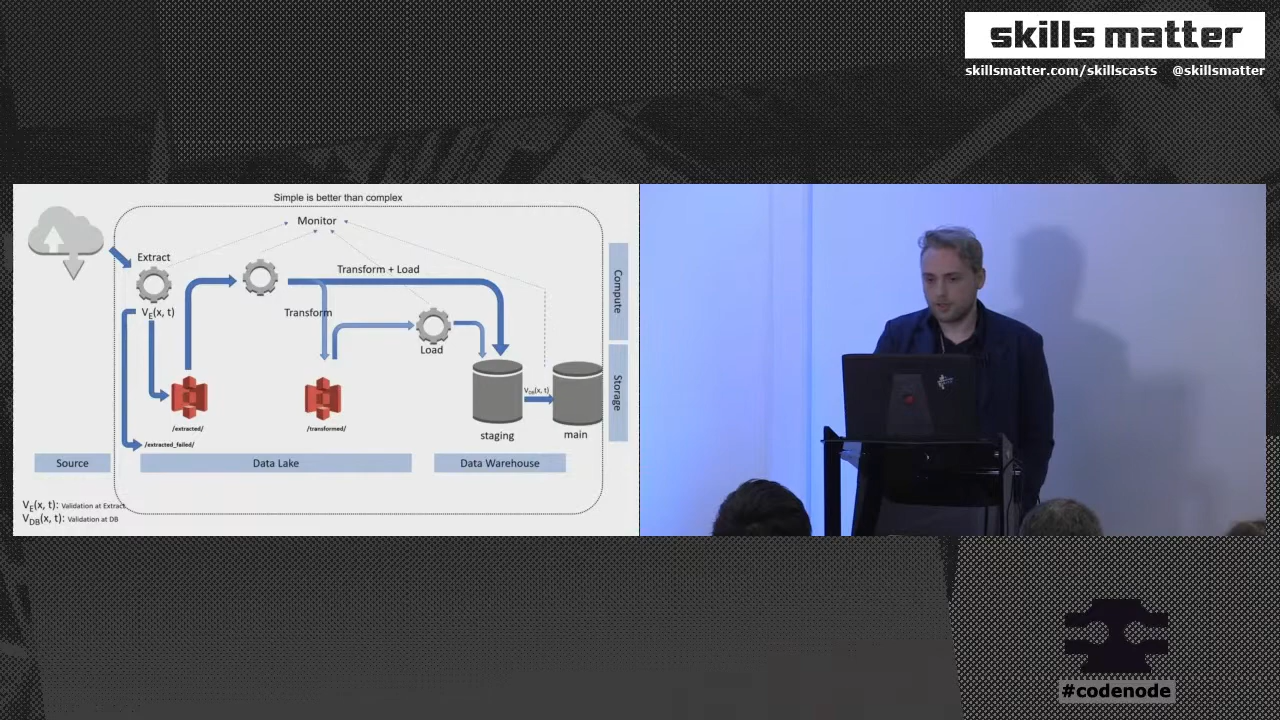 skills matter
skillsmatter.com/skillscasts @skillsmatter
Simple is better than complex
Monitor
Extract
Transform + Load
V_E(x, t)
Transform
Load
Compute
Storage
V_DB(x, t)
/extracted/
/transformed/
/extracted_failed/
staging
main
Source
Data Lake
Data Warehouse
V_E(x, t): Validation at Extract
V_DB(x, t): Validation at DB
#codenode